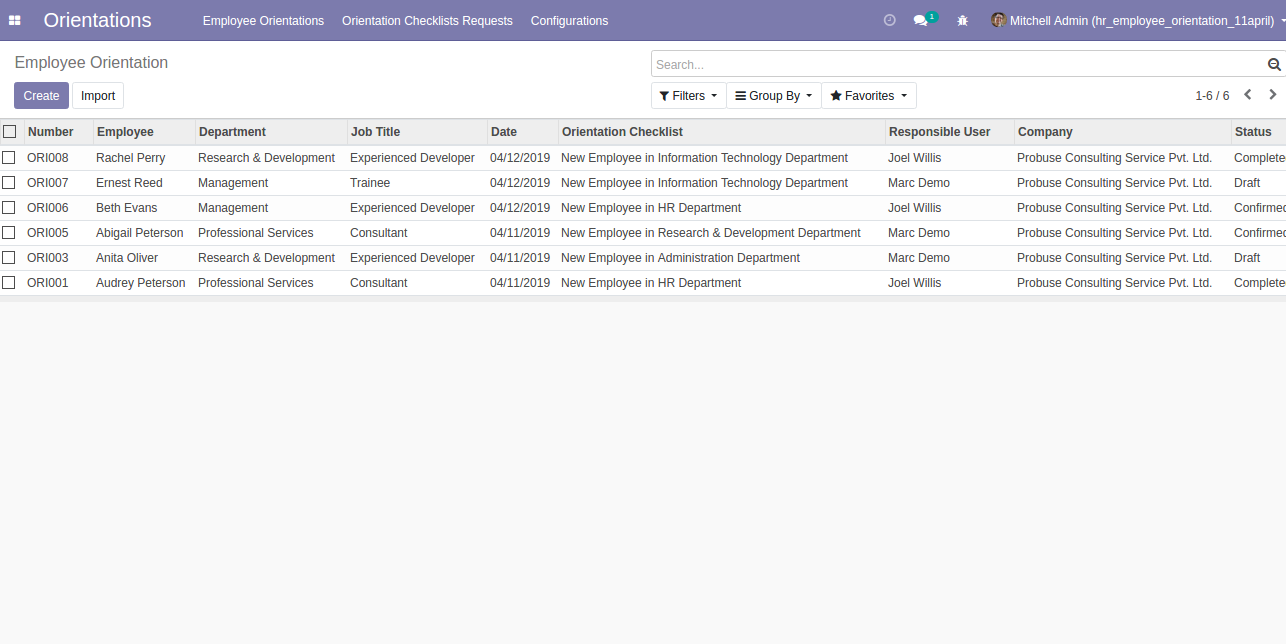 Orientations Employee Orientations Orientation Checklists Requests Configurations 1 Mitchell Admin (hr_employee_orientation_11april)
Employee Orientation Search...
Create Import Filters Group By Favorites 1-6 / 6
Number Employee Department Job Title Date Orientation Checklist Responsible User Company Status
ORI008 Rachel Perry Research & Development Experienced Developer 04/12/2019 New Employee in Information Technology Department Joel Willis Probuse Consulting Service Pvt. Ltd. Complete
ORI007 Ernest Reed Management Trainee 04/12/2019 New Employee in Information Technology Department Marc Demo Probuse Consulting Service Pvt. Ltd. Draft
ORI006 Beth Evans Management Experienced Developer 04/12/2019 New Employee in HR Department Joel Willis Probuse Consulting Service Pvt. Ltd. Confirmed
ORI005 Abigail Peterson Professional Services Consultant 04/11/2019 New Employee in Research & Development Department Marc Demo Probuse Consulting Service Pvt. Ltd. Confirmed
ORI003 Anita Oliver Research & Development Experienced Developer 04/11/2019 New Employee in Administration Department Marc Demo Probuse Consulting Service Pvt. Ltd. Draft
ORI001 Audrey Peterson Professional Services Consultant 04/11/2019 New Employee in HR Department Joel Willis Probuse Consulting Service Pvt. Ltd. Complete